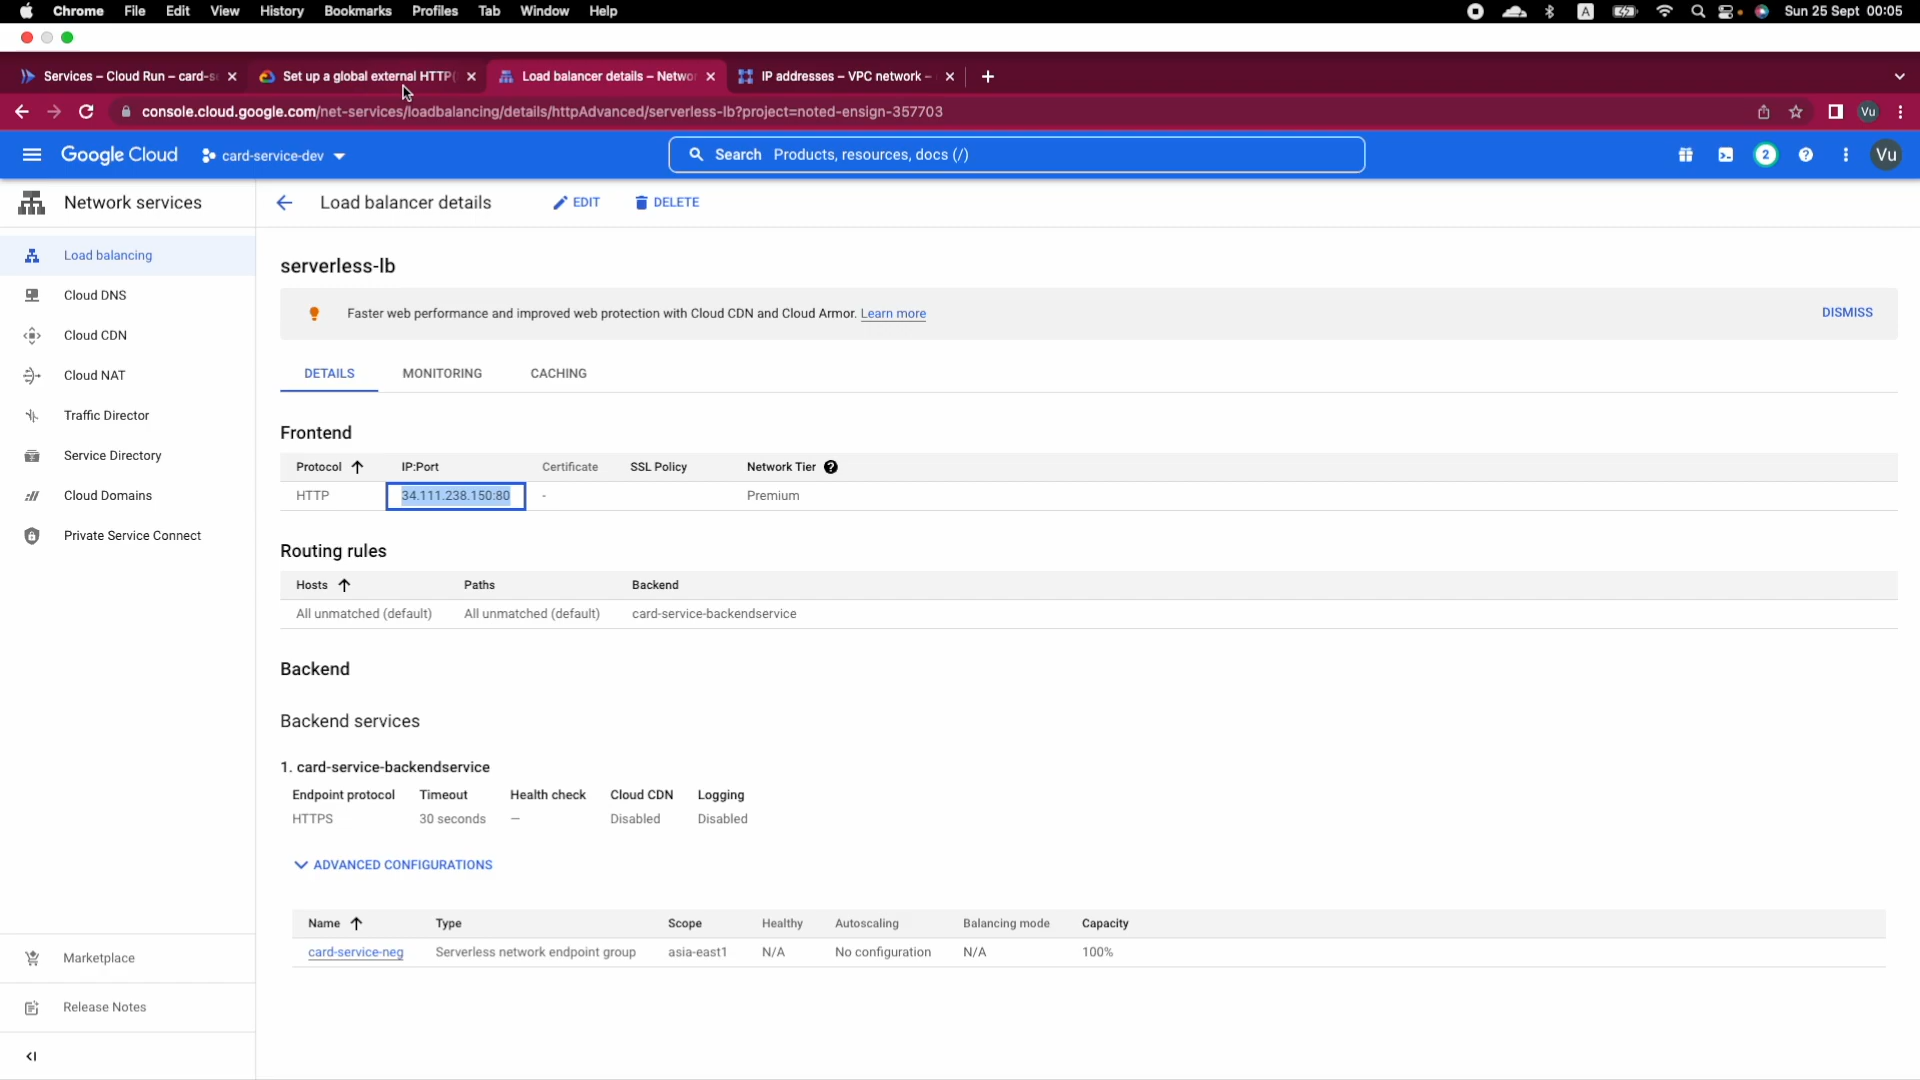 Chrome File Edit View History Bookmarks Profiles Tab Window Help A Sun 25 Sept 00:05
Services – Cloud Run – card-s Set up a global external HTTP( Load balancer details – Netwo IP addresses – VPC network –
console.cloud.google.com/net-services/loadbalancing/details/httpAdvanced/serverless-lb?project=noted-ensign-357703 Vu
Google Cloud card-service-dev Search Products, resources, docs (/) 2 Vu
Network services Load balancer details EDIT DELETE
Load balancing
Cloud DNS
Cloud CDN
Cloud NAT
Traffic Director
Service Directory
Cloud Domains
Private Service Connect
Marketplace
Release Notes
serverless-lb
Faster web performance and improved web protection with Cloud CDN and Cloud Armor. Learn more DISMISS
DETAILS MONITORING CACHING
Frontend
Protocol IP:Port Certificate SSL Policy Network Tier
HTTP 34.111.238.150:80 - Premium
Routing rules
Hosts Paths Backend
All unmatched (default) All unmatched (default) card-service-backendservice
Backend
Backend services
1. card-service-backendservice
Endpoint protocol Timeout Health check Cloud CDN Logging
HTTPS 30 seconds — Disabled Disabled
ADVANCED CONFIGURATIONS
Name Type Scope Healthy Autoscaling Balancing mode Capacity
card-service-neg Serverless network endpoint group asia-east1 N/A No configuration N/A 100%